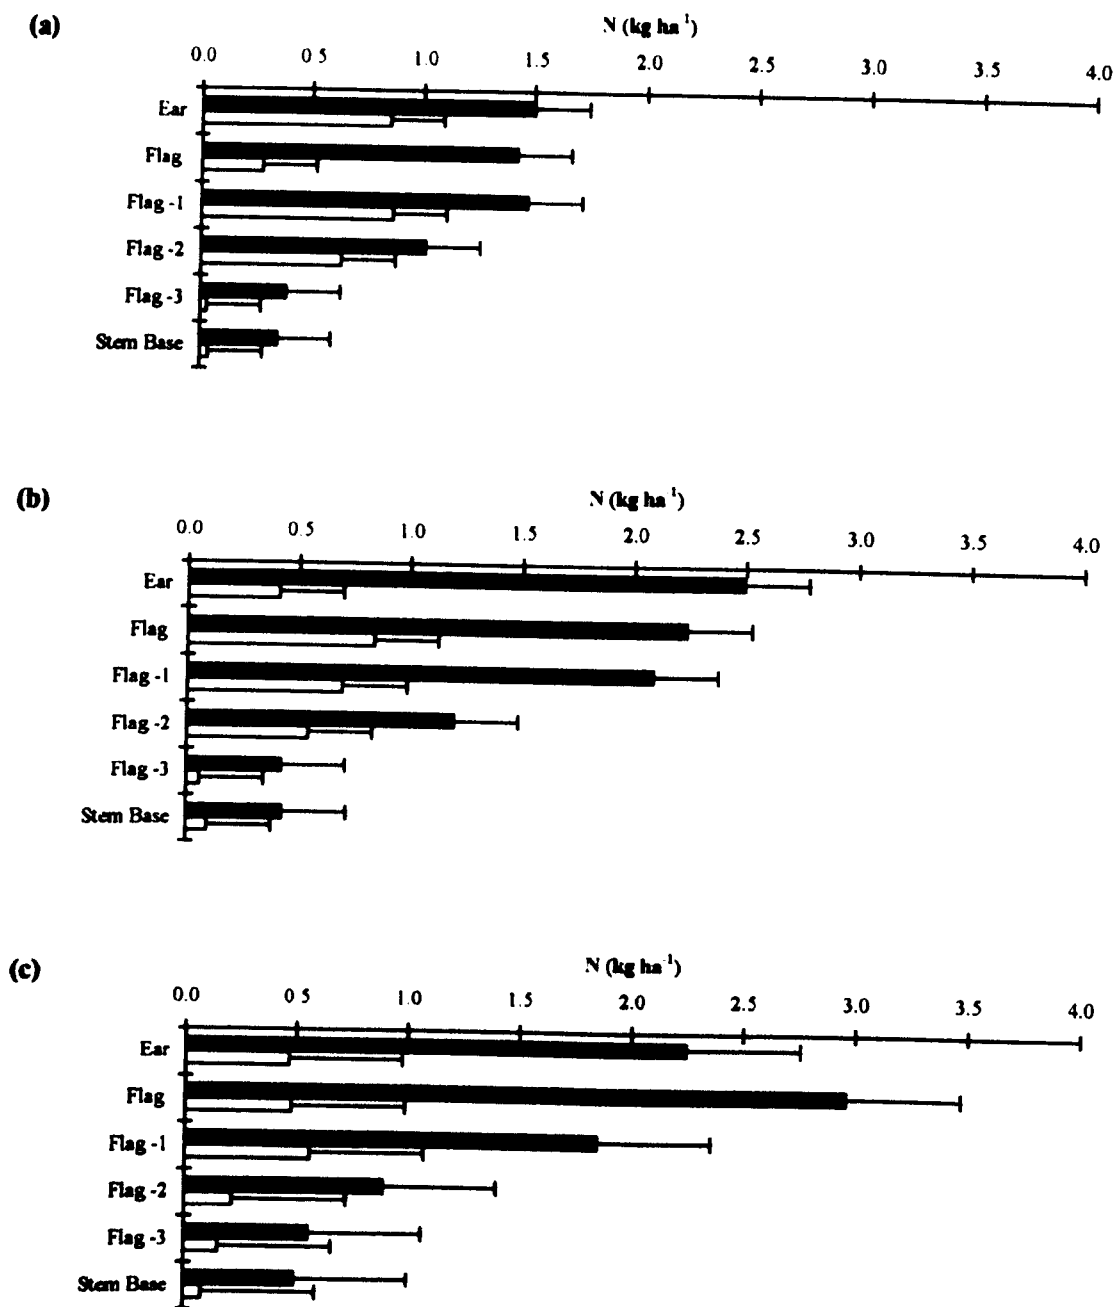 (a)
N (kg ha⁻¹)
0.0 0 5 1.0 1.5 2.0 2.5 3.0 3.5 4.0
Ear
Flag
Flag -1
Flag -2
Flag -3
Stem Base
(b)
N (kg ha⁻¹)
0.0 0.5 1.0 1.5 2.0 2.5 3.0 3.5 4.0
Ear
Flag
Flag -1
Flag -2
Flag -3
Stem Base
(c)
N (kg ha⁻¹)
0.0 0 5 1.0 1.5 2.0 2.5 3.0 3.5 4.0
Ear
Flag
Flag -1
Flag -2
Flag -3
Stem Base